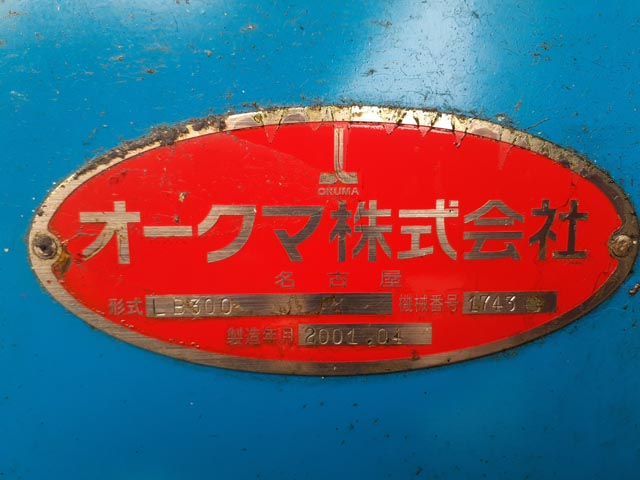 OKUMA
オークマ株式会社
名古屋
形式 LB300 機械番号 1743
製造年月 2001.04